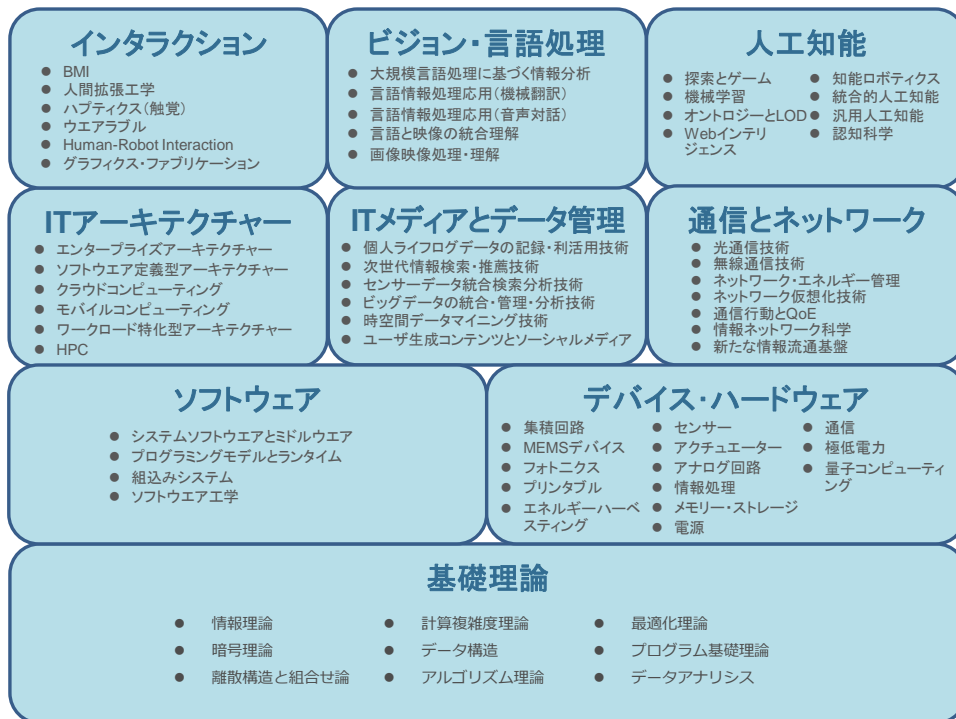 インタラクション
● BMI
● 人間拡張工学
● ハプティクス(触覚)
● ウエアラブル
● Human-Robot Interaction
● グラフィクス・ファブリケーション
ビジョン・言語処理
● 大規模言語処理に基づく情報分析
● 言語情報処理応用(機械翻訳)
● 言語情報処理応用(音声対話)
● 言語と映像の統合理解
● 画像映像処理・理解
人工知能
● 探索とゲーム
● 機械学習
● オントロジーとLOD
● Webインテリ
ジェンス
● 知能ロボティクス
● 統合的人工知能
● 汎用人工知能
● 認知科学
ITアーキテクチャー
● エンタープライズアーキテクチャー
● ソフトウエア定義型アーキテクチャー
● クラウドコンピューティング
● モバイルコンピューティング
● ワークロード特化型アーキテクチャー
● HPC
ITメディアとデータ管理
● 個人ライフログデータの記録・利活用技術
● 次世代情報検索・推薦技術
● センサーデータ統合検索分析技術
● ビッグデータの統合・管理・分析技術
● 時空間データマイニング技術
● ユーザ生成コンテンツとソーシャルメディア
通信とネットワーク
● 光通信技術
● 無線通信技術
● ネットワーク・エネルギー管理
● ネットワーク仮想化技術
● 通信行動とQoE
● 情報ネットワーク科学
● 新たな情報流通基盤
ソフトウェア
● システムソフトウエアとミドルウエア
● プログラミングモデルとランタイム
● 組込みシステム
● ソフトウエア工学
デバイス・ハードウェア
● 集積回路
● MEMSデバイス
● フォトニクス
● プリンタブル
● エネルギーハーベ
スティング
● センサー
● アクチュエーター
● アナログ回路
● 情報処理
● メモリー・ストレージ
● 電源
● 通信
● 極低電力
● 量子コンピューティ
ング
基礎理論
● 情報理論
● 暗号理論
● 離散構造と組合せ論
● 計算複雑度理論
● データ構造
● アルゴリズム理論
● 最適化理論
● プログラム基礎理論
● データアナリシス